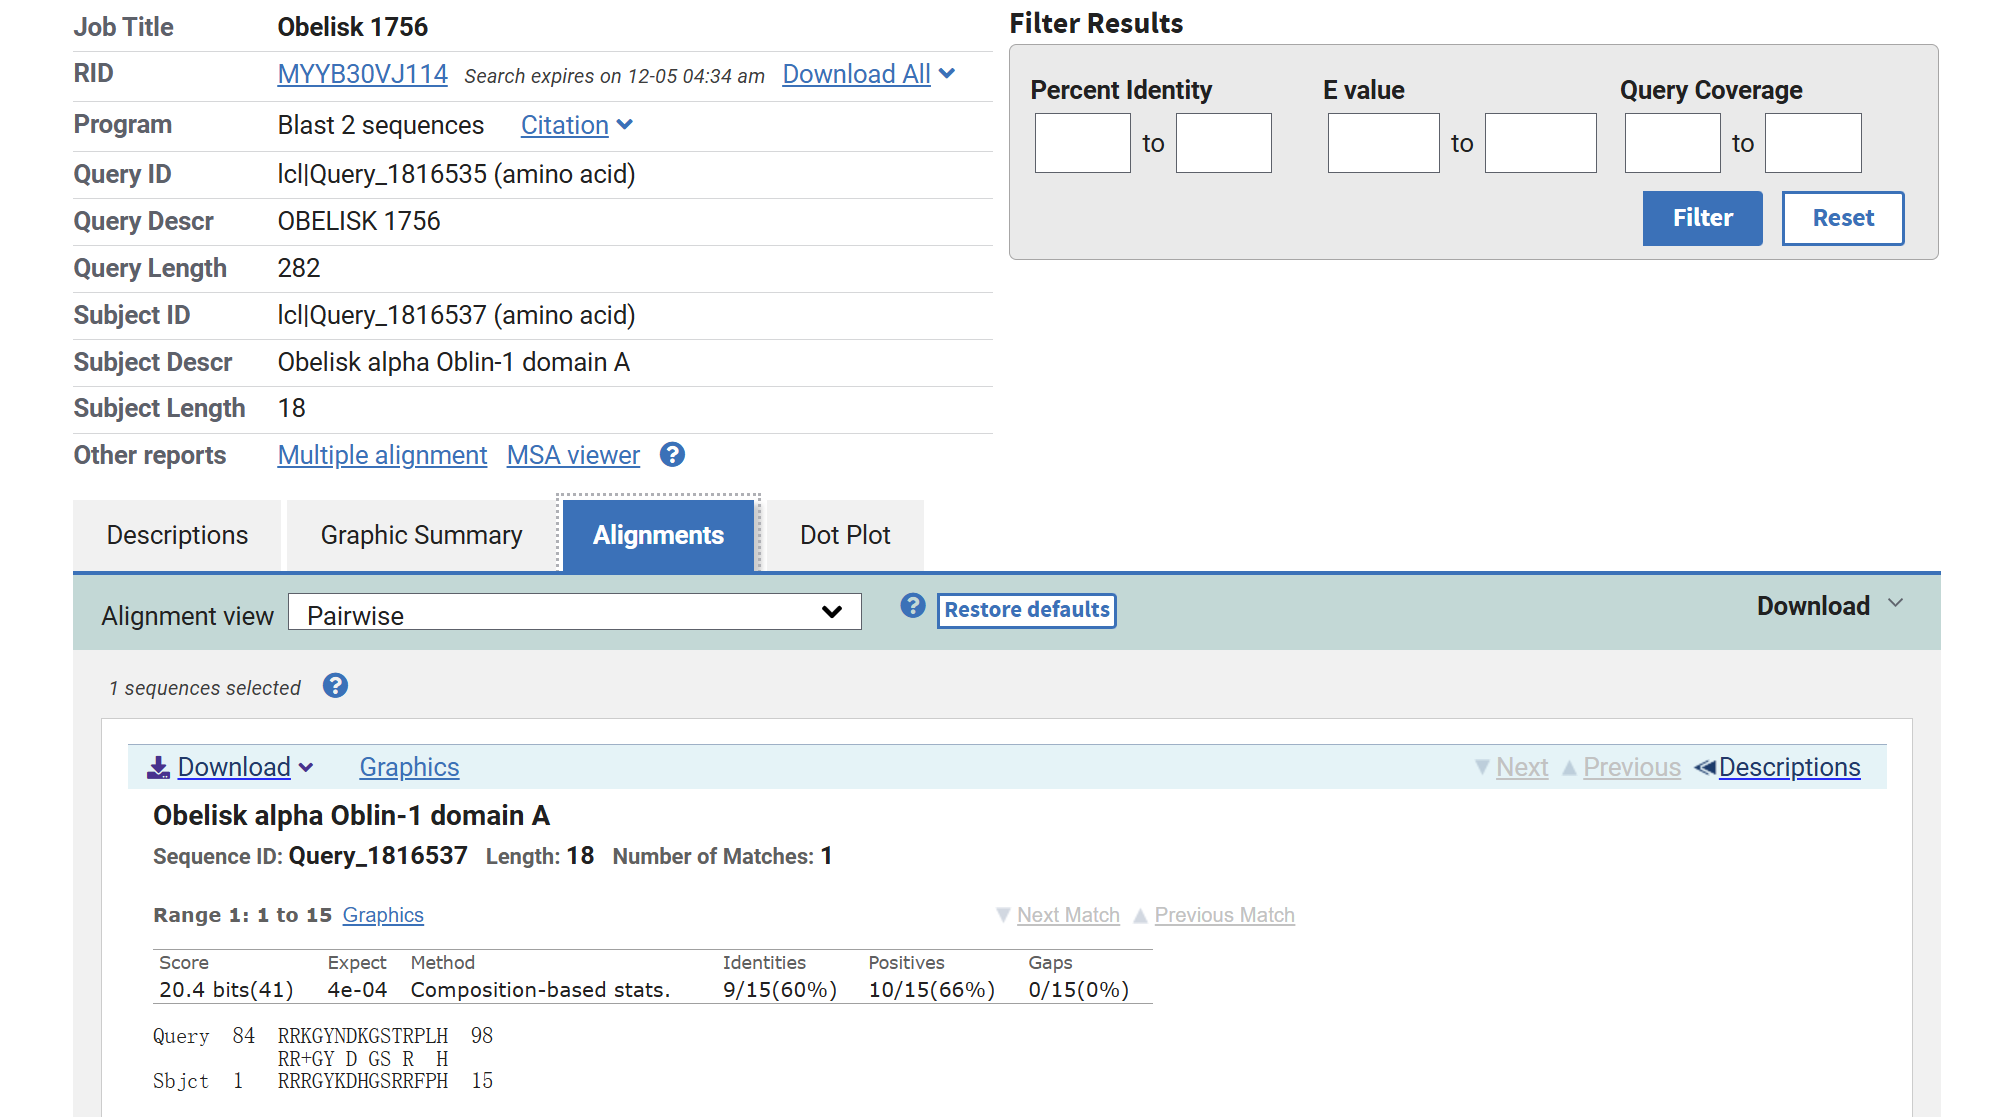 Job Title Obelisk 1756
RID MYYB30VJ114 Search expires on 12-05 04:34 am Download All
Program Blast 2 sequences Citation
Query ID lcl|Query_1816535 (amino acid)
Query Descr OBELISK 1756
Query Length 282
Subject ID lcl|Query_1816537 (amino acid)
Subject Descr Obelisk alpha Oblin-1 domain A
Subject Length 18
Other reports Multiple alignment MSA viewer ?
Filter Results
Percent Identity E value Query Coverage
to to to
Filter Reset
Descriptions Graphic Summary Alignments Dot Plot
Alignment view Pairwise ? Restore defaults Download
1 sequences selected ?
Download Graphics Next Previous Descriptions
Obelisk alpha Oblin-1 domain A
Sequence ID: Query_1816537 Length: 18 Number of Matches: 1
Range 1: 1 to 15 Graphics Next Match Previous Match
Score Expect Method Identities Positives Gaps
20.4 bits(41) 4e-04 Composition-based stats. 9/15(60%) 10/15(66%) 0/15(0%)
Query 84 RRKGYNDKGSTRPLH 98
RR+GY D GS R  H
Sbjct 1 RRRGYKDHGSRRFPH 15